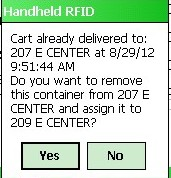 Handheld RFID
Cart already delivered to:
207 E CENTER at 8/29/12
9:51:44 AM
Do you want to remove
this container from 207 E
CENTER and assign it to
209 E CENTER?
Yes No